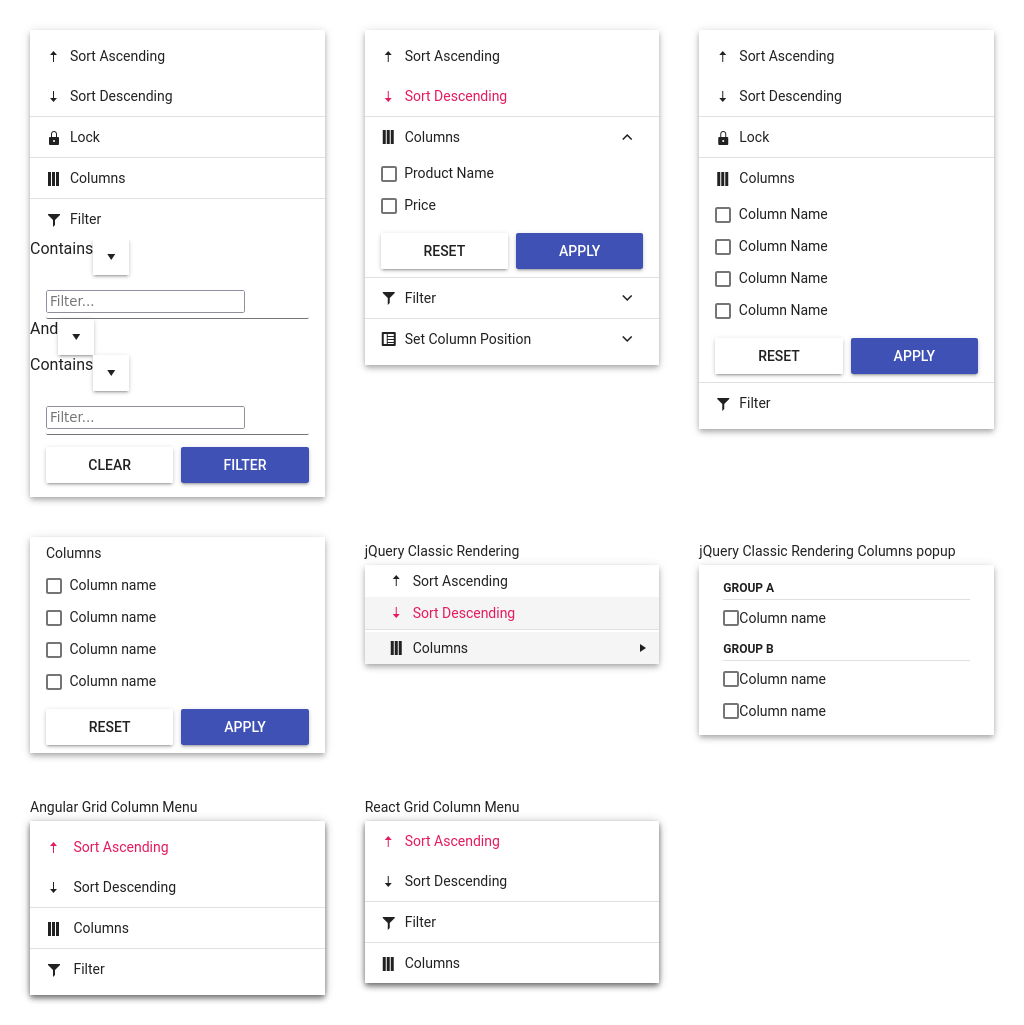 Sort Ascending
Sort Descending
Lock
Columns
Filter
Contains
Filter...
And
Contains
Filter...
CLEAR FILTER
Sort Ascending
Sort Descending
Columns
Product Name
Price
RESET APPLY
Filter
Set Column Position
Sort Ascending
Sort Descending
Lock
Columns
Column Name
Column Name
Column Name
Column Name
RESET APPLY
Filter
Columns
Column name
Column name
Column name
Column name
RESET APPLY
jQuery Classic Rendering
Sort Ascending
Sort Descending
Columns
jQuery Classic Rendering Columns popup
GROUP A
Column name
GROUP B
Column name
Column name
Angular Grid Column Menu
Sort Ascending
Sort Descending
Columns
Filter
React Grid Column Menu
Sort Ascending
Sort Descending
Filter
Columns